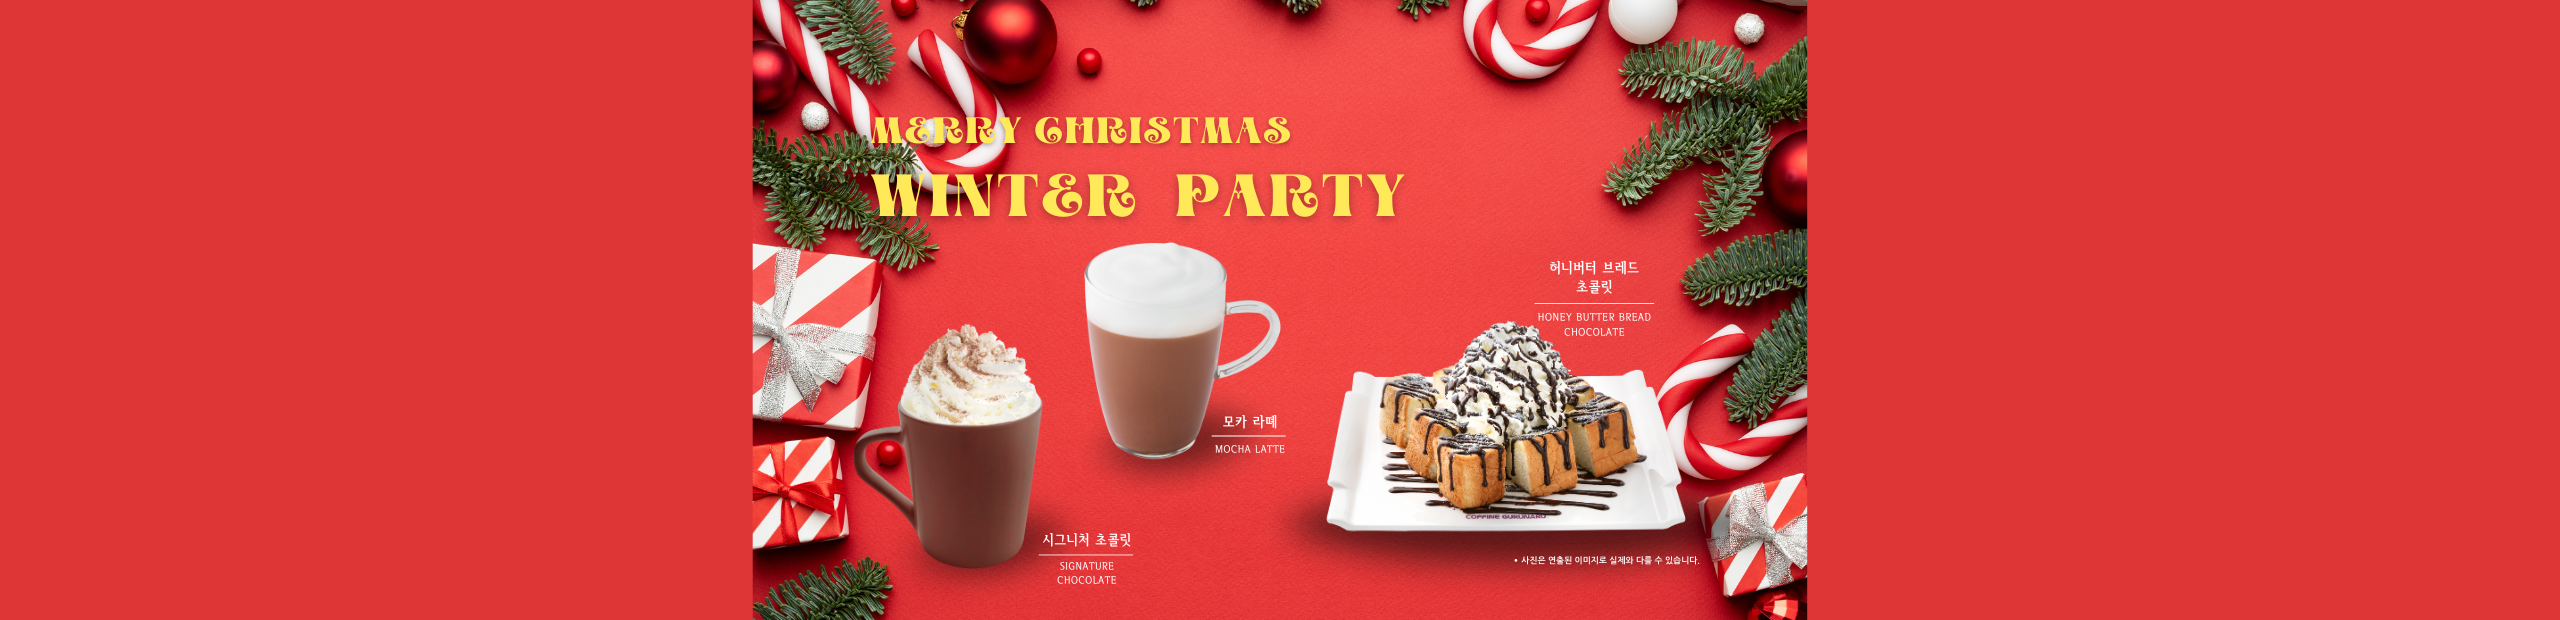 MERRY CHRISTMAS
WINTER PARTY
허니버터 브레드
초콜릿
HONEY BUTTER BREAD
CHOCOLATE
모카 라떼
MOCHA LATTE
COFFINE GURUNARU
시그니처 초콜릿
SIGNATURE
CHOCOLATE
• 사진은 연출된 이미지로 실제와 다를 수 있습니다.